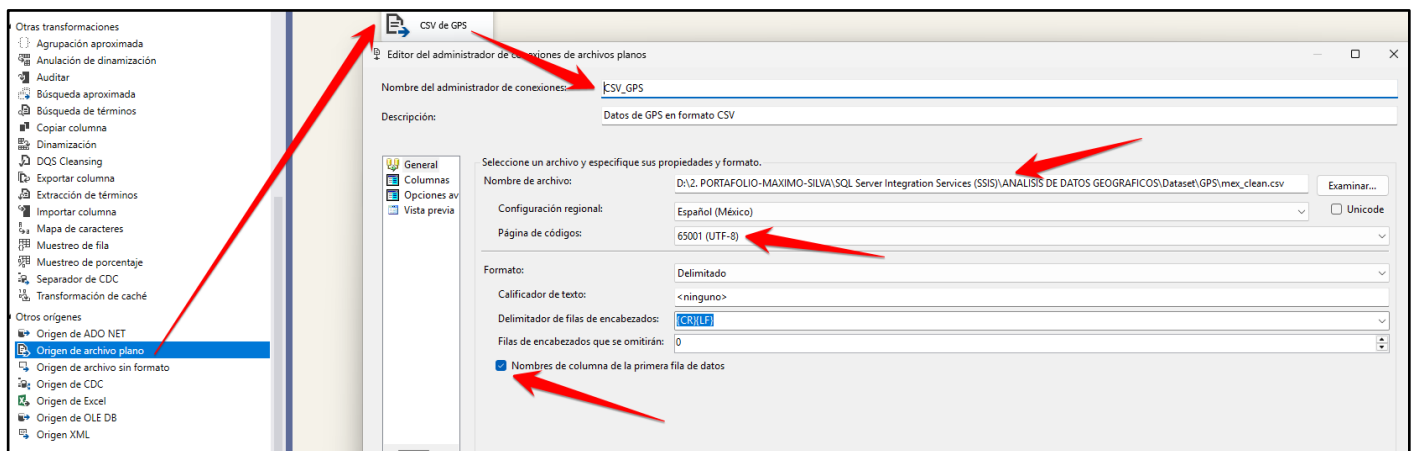 Otras transformaciones
Agrupación aproximada
Anulación de dinamización
Auditar
Búsqueda aproximada
Búsqueda de términos
Copiar columna
Dinamización
DQS Cleansing
Exportar columna
Extracción de términos
Importar columna
Mapa de caracteres
Muestreo de fila
Muestreo de porcentaje
Separador de CDC
Transformación de caché
Otros orígenes
Origen de ADO NET
Origen de archivo plano
Origen de archivo sin formato
Origen de CDC
Origen de Excel
Origen de OLE DB
Origen XML
CSV de GPS
Editor del administrador de conexiones de archivos planos
Nombre del administrador de conexiones: CSV_GPS
Descripción: Datos de GPS en formato CSV
General
Columnas
Opciones av
Vista previa
Seleccione un archivo y especifique sus propiedades y formato.
Nombre de archivo: D:\2. PORTAFOLIO-MAXIMO-SILVA\SQL Server Integration Services (SSIS)\ANALISIS DE DATOS GEOGRAFICOS\Dataset\GPS\mex_clean.csv Examinar...
Configuración regional: Español (México) Unicode
Página de códigos: 65001 (UTF-8)
Formato: Delimitado
Calificador de texto: <ninguno>
Delimitador de filas de encabezados: {CR}{LF}
Filas de encabezados que se omitirán: 0
Nombres de columna de la primera fila de datos